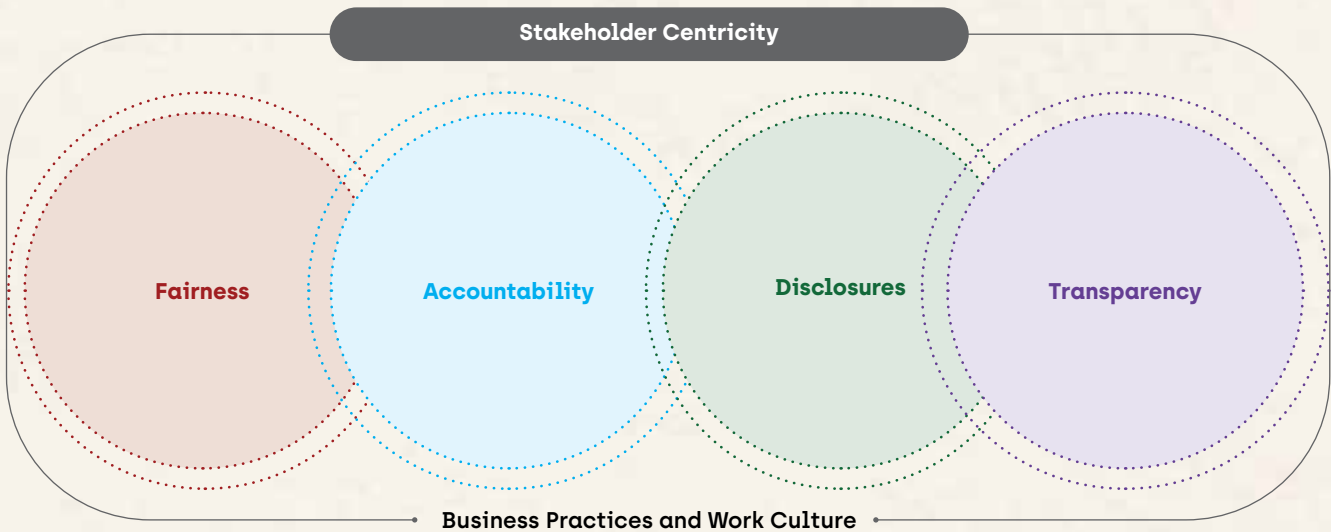 Stakeholder Centricity
Fairness
Accountability
Disclosures
Transparency
Business Practices and Work Culture